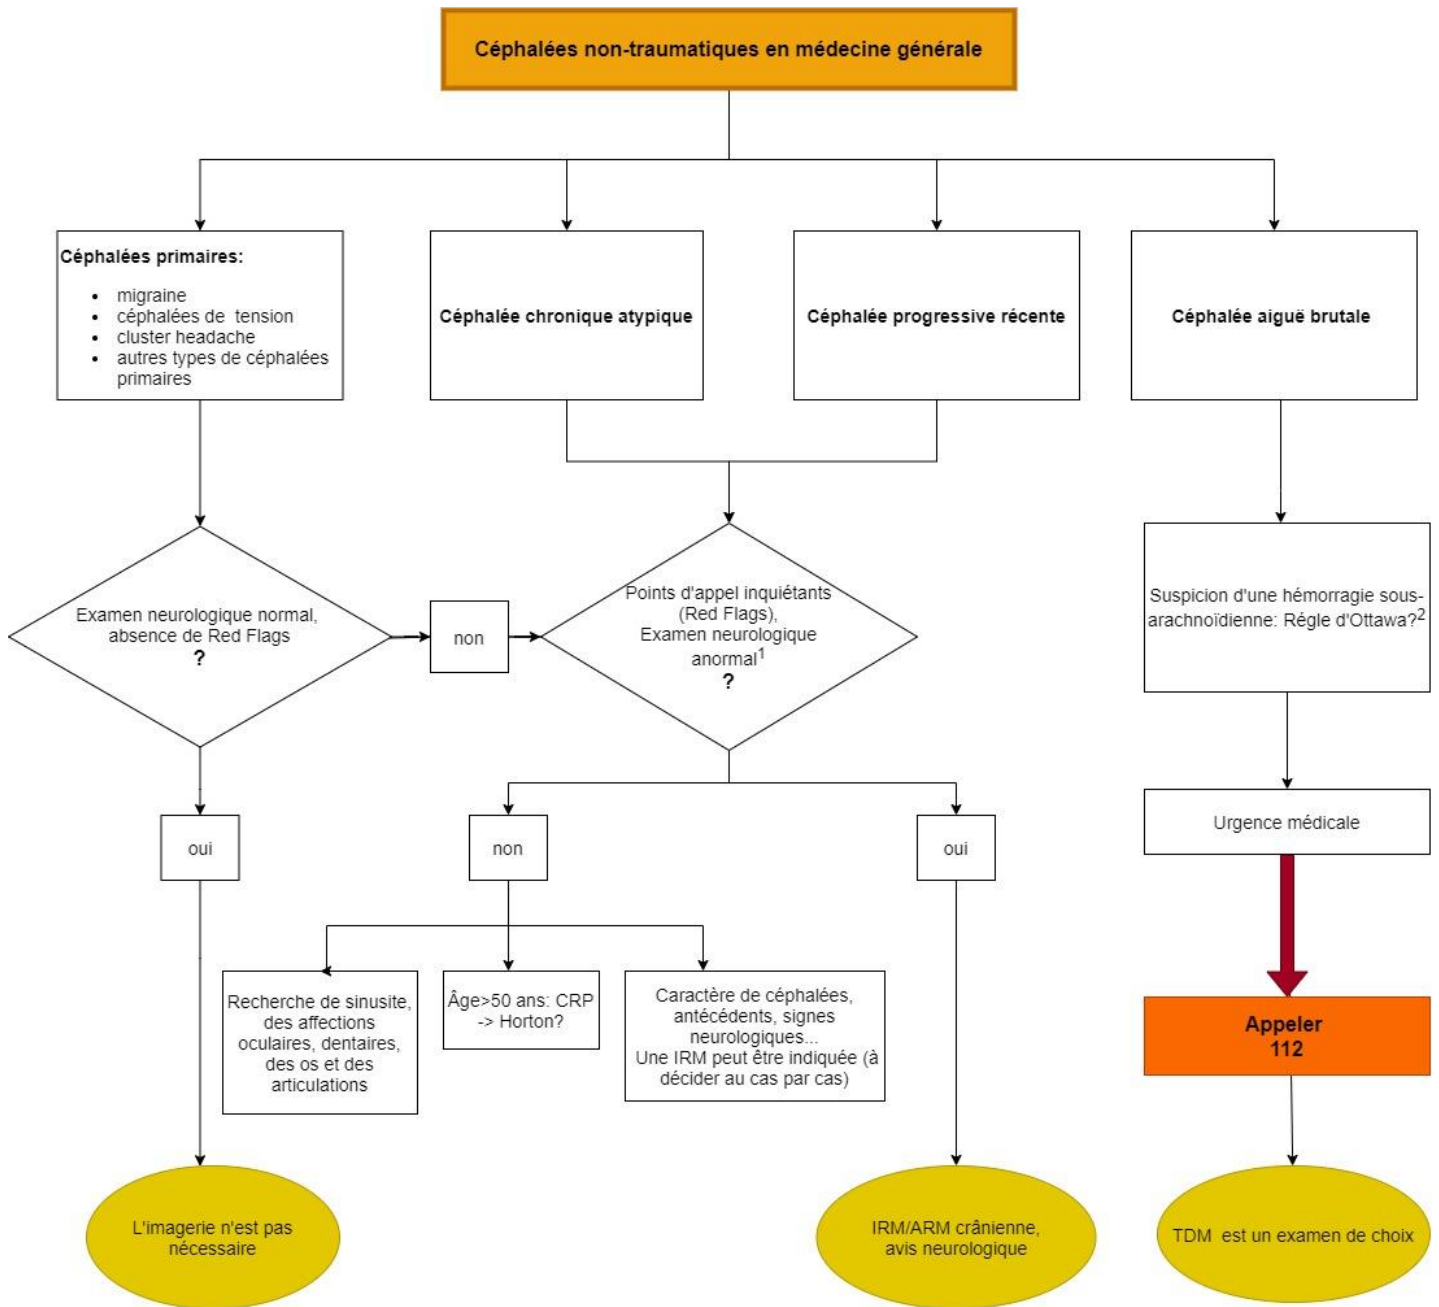 Céphalées non-traumatiques en médecine générale
Céphalées primaires:
• migraine
• céphalées de tension
• cluster headache
• autres types de céphalées
primaires
Céphalée chronique atypique
Céphalée progressive récente
Céphalée aiguë brutale
Examen neurologique normal,
absence de Red Flags
?
non
Points d'appel inquiétants
(Red Flags),
Examen neurologique
anormal1
?
Suspicion d'une hémorragie sous-
arachnoïdienne: Régle d'Ottawa?2
oui
non
oui
Urgence médicale
Recherche de sinusite,
des affections
oculaires, dentaires,
des os et des
articulations
Âge>50 ans: CRP
-> Horton?
Caractère de céphalées,
antécédents, signes
neurologiques...
Une IRM peut être indiquée (à
décider au cas par cas)
Appeler
112
L'imagerie n'est pas
nécessaire
IRM/ARM crânienne,
avis neurologique
TDM est un examen de choix